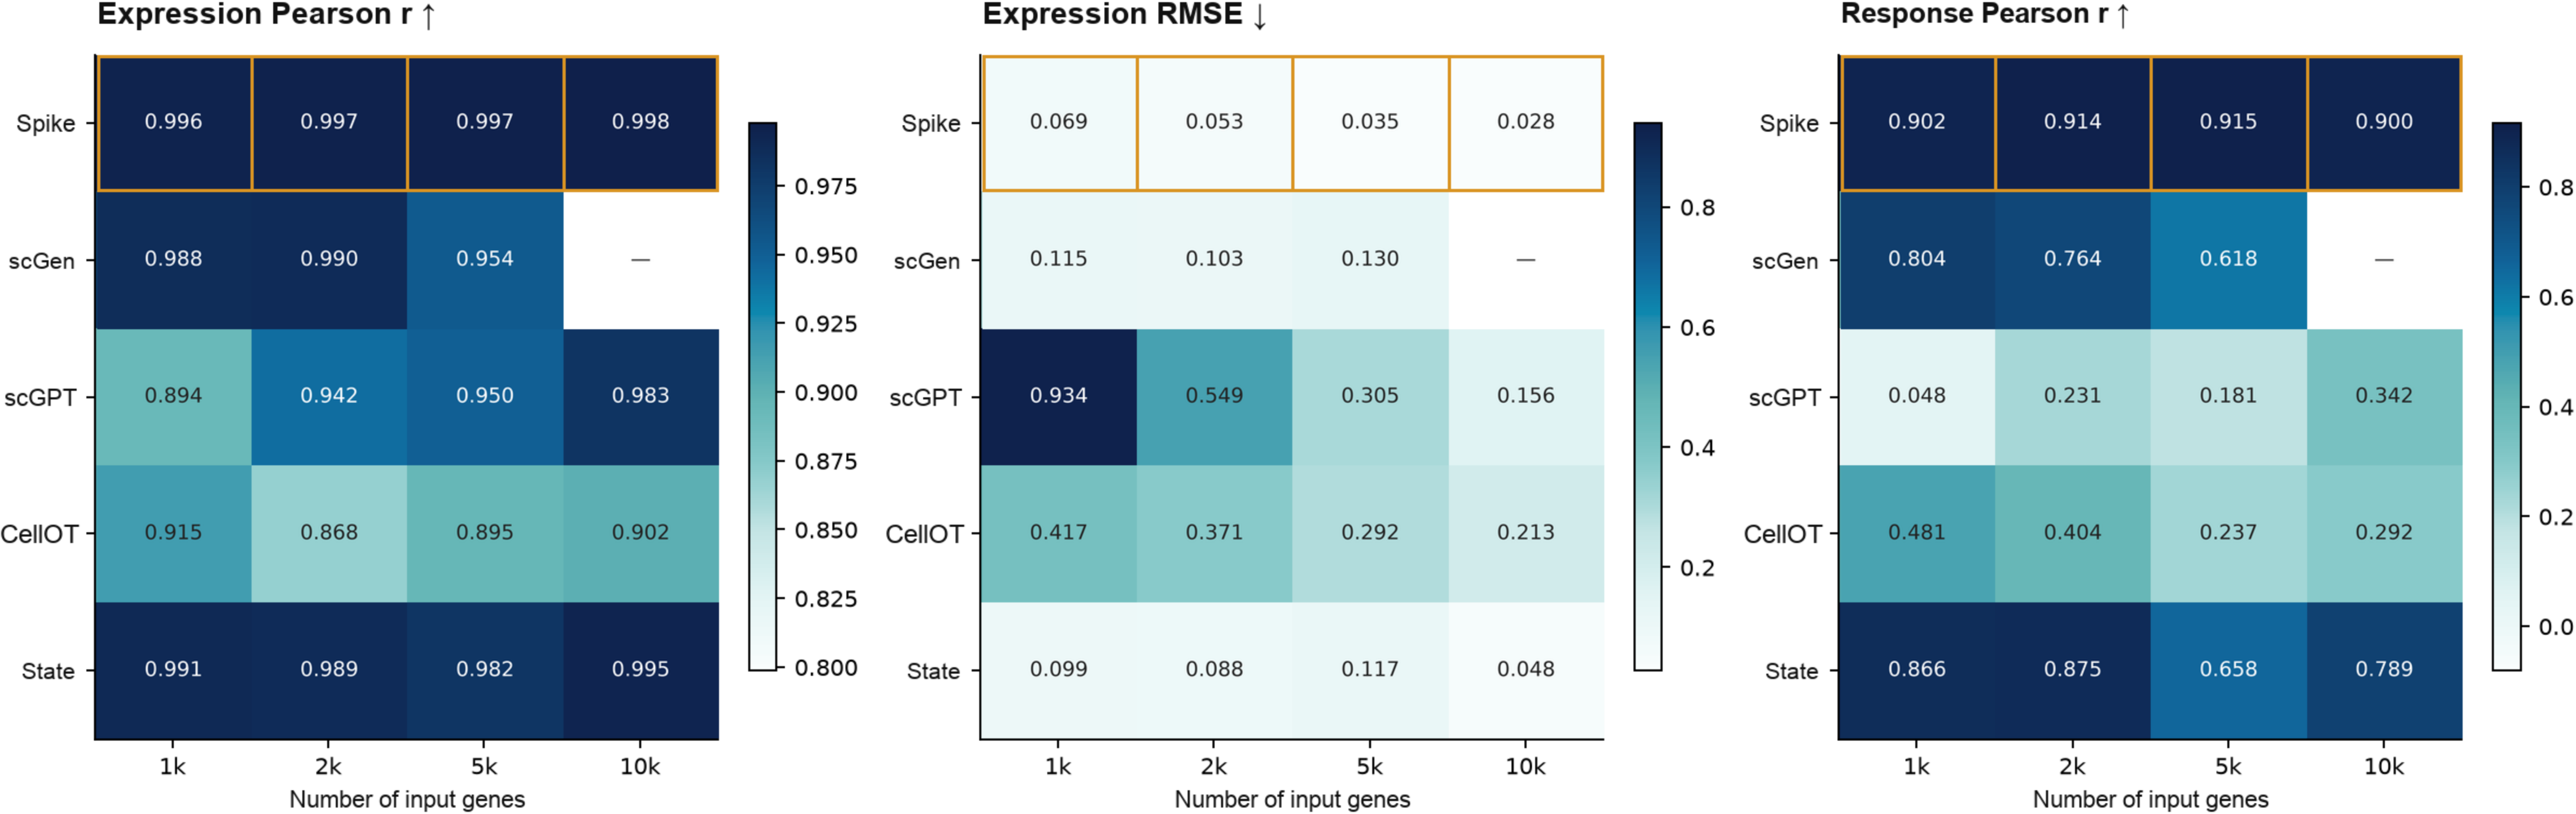 Expression Pearson r ↑
Spike 0.996 0.997 0.997 0.998
scGen 0.988 0.990 0.954 —
scGPT 0.894 0.942 0.950 0.983
CellOT 0.915 0.868 0.895 0.902
State 0.991 0.989 0.982 0.995
1k 2k 5k 10k
Number of input genes
0.975
0.950
0.925
0.900
0.875
0.850
0.825
0.800
Expression RMSE ↓
Spike 0.069 0.053 0.035 0.028
scGen 0.115 0.103 0.130 —
scGPT 0.934 0.549 0.305 0.156
CellOT 0.417 0.371 0.292 0.213
State 0.099 0.088 0.117 0.048
1k 2k 5k 10k
Number of input genes
0.8
0.6
0.4
0.2
Response Pearson r ↑
Spike 0.902 0.914 0.915 0.900
scGen 0.804 0.764 0.618 —
scGPT 0.048 0.231 0.181 0.342
CellOT 0.481 0.404 0.237 0.292
State 0.866 0.875 0.658 0.789
1k 2k 5k 10k
Number of input genes
0.8
0.6
0.4
0.2
0.0